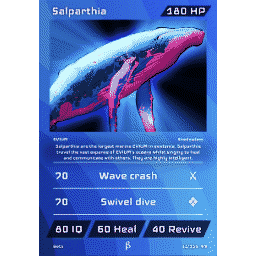 Salparthia 180 HP
EVIUM
Salparthia are the largest marine EVIUM in existence. Salparthia
travel the vast expanse of EVIUM's oceans whilst singing to heal
and communicate with others. They are highly intelligent.
70 Wave crash X
70 Swivel dive ❖
80 IQ 60 Heal 40 Revive
Beta β